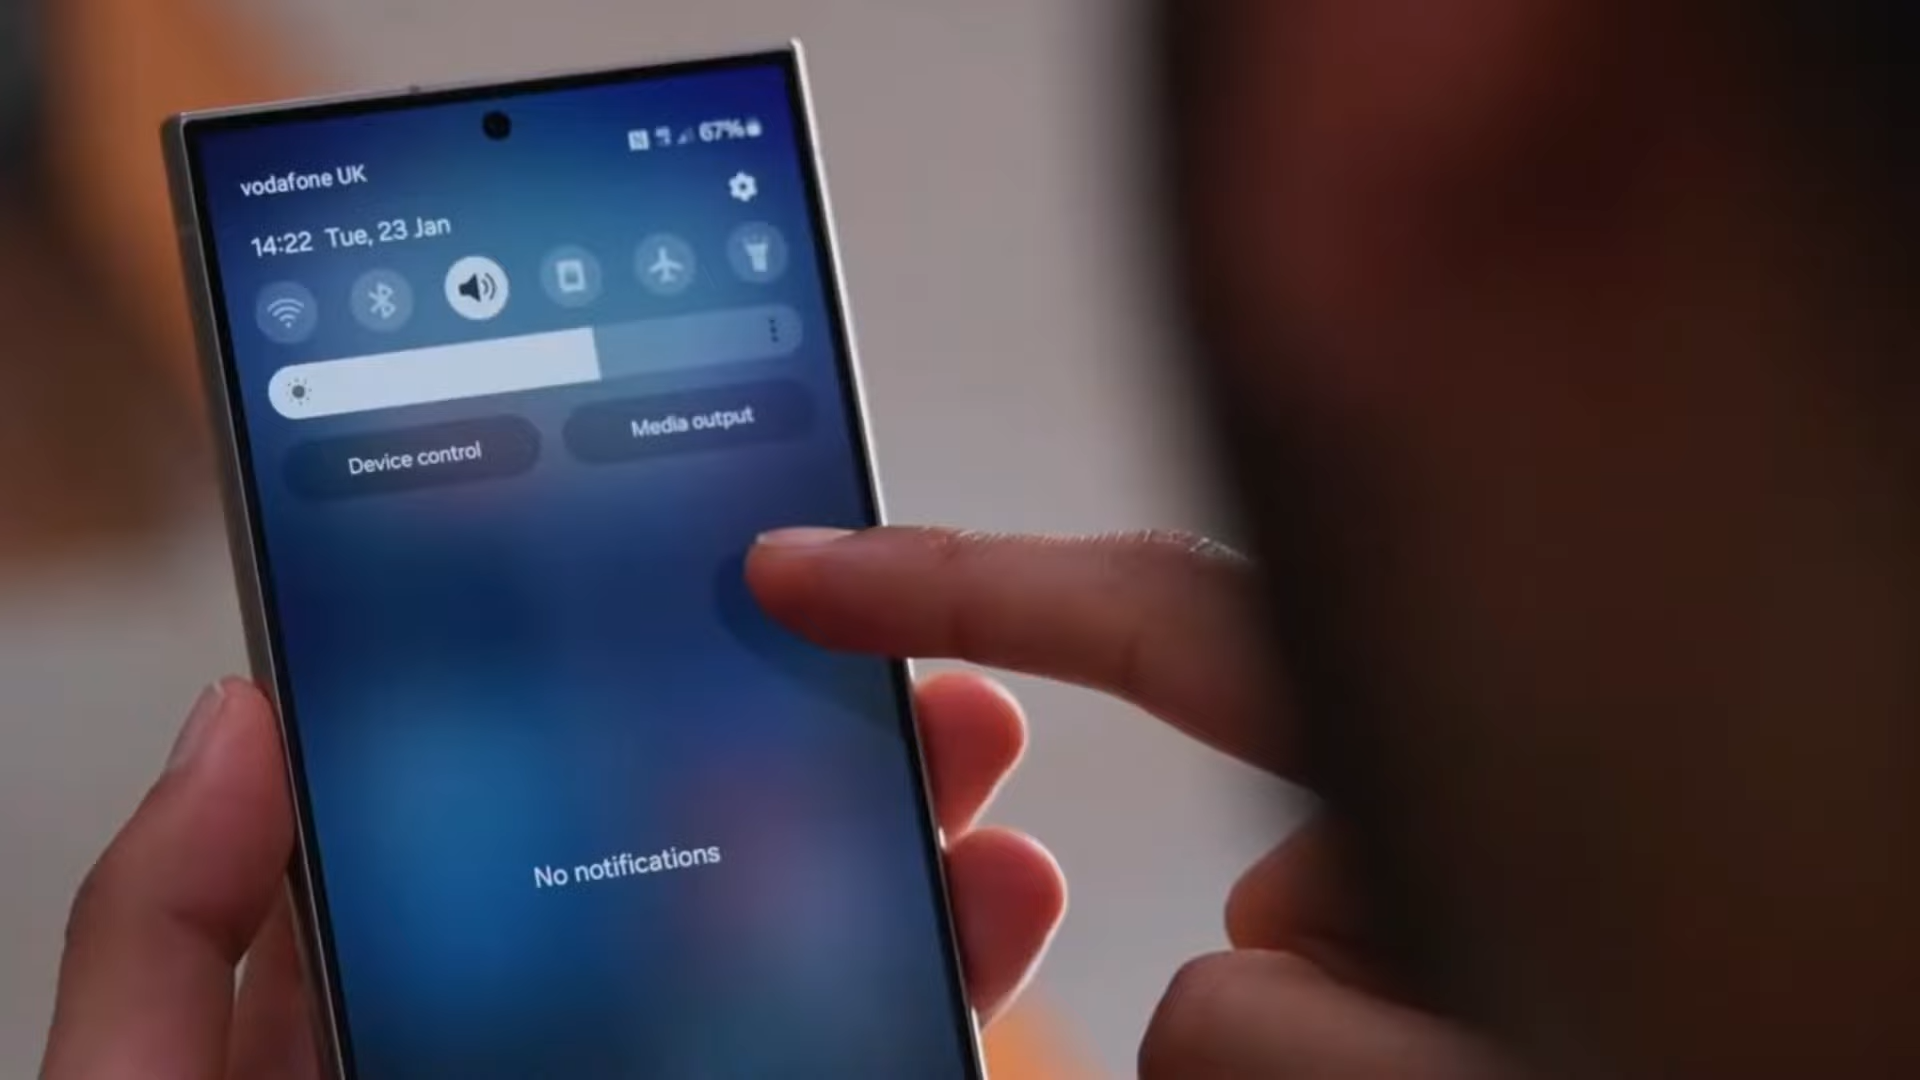 vodafone UK
67%
14:22 Tue, 23 Jan
Device control
Media output
No notifications